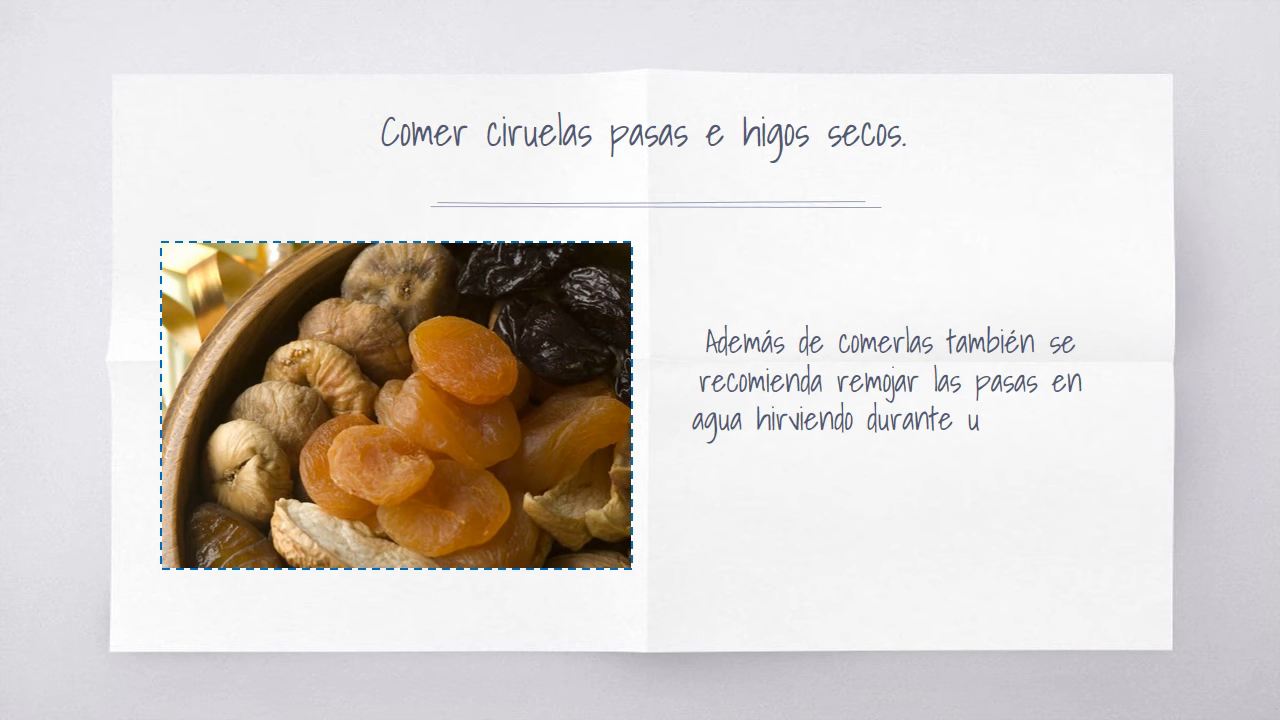 Comer ciruelas pasas e higos secos.
Además de comerlas también se
recomienda remojar las pasas en
agua hirviendo durante u